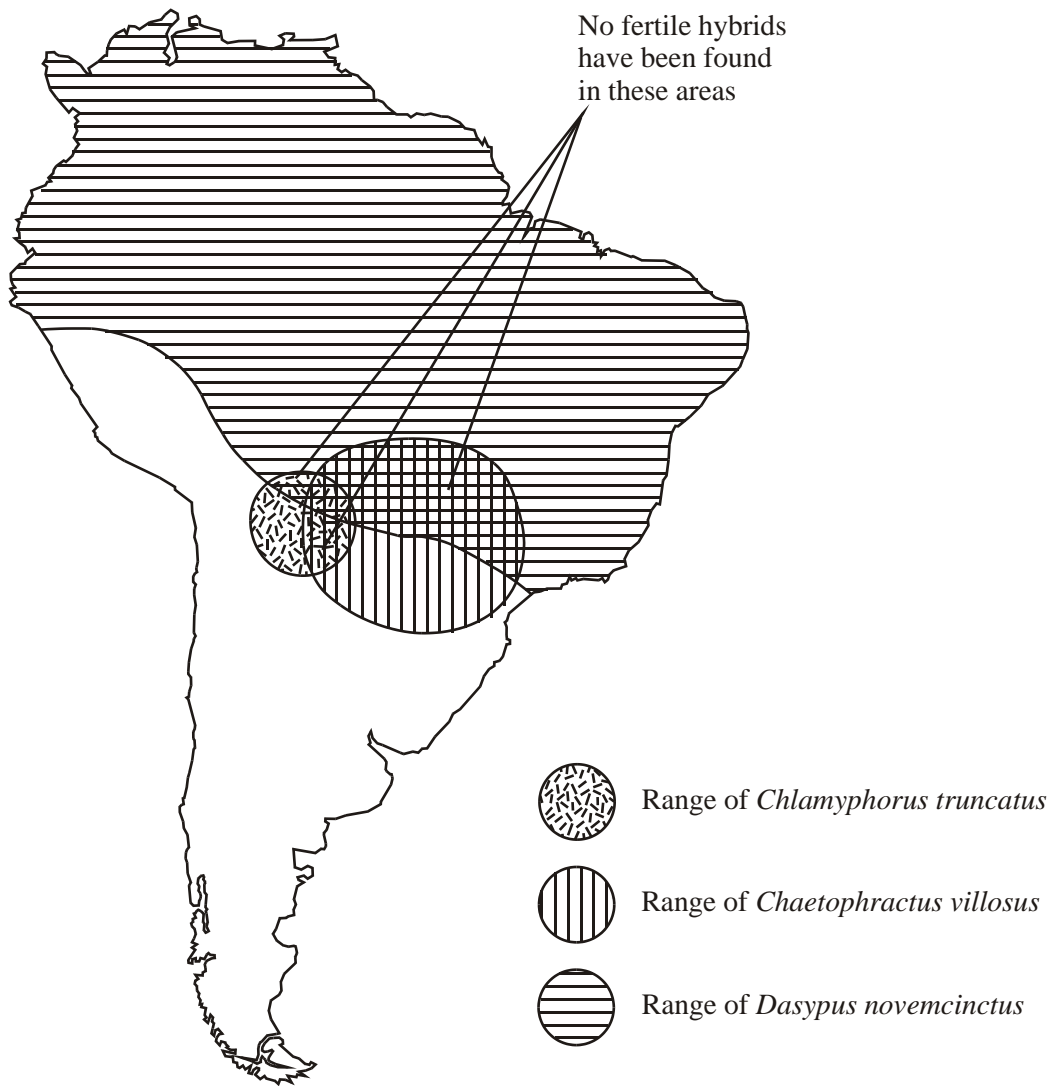 No fertile hybrids
have been found
in these areas
Range of Chlamyphorus truncatus
Range of Chaetophractus villosus
Range of Dasypus novemcinctus